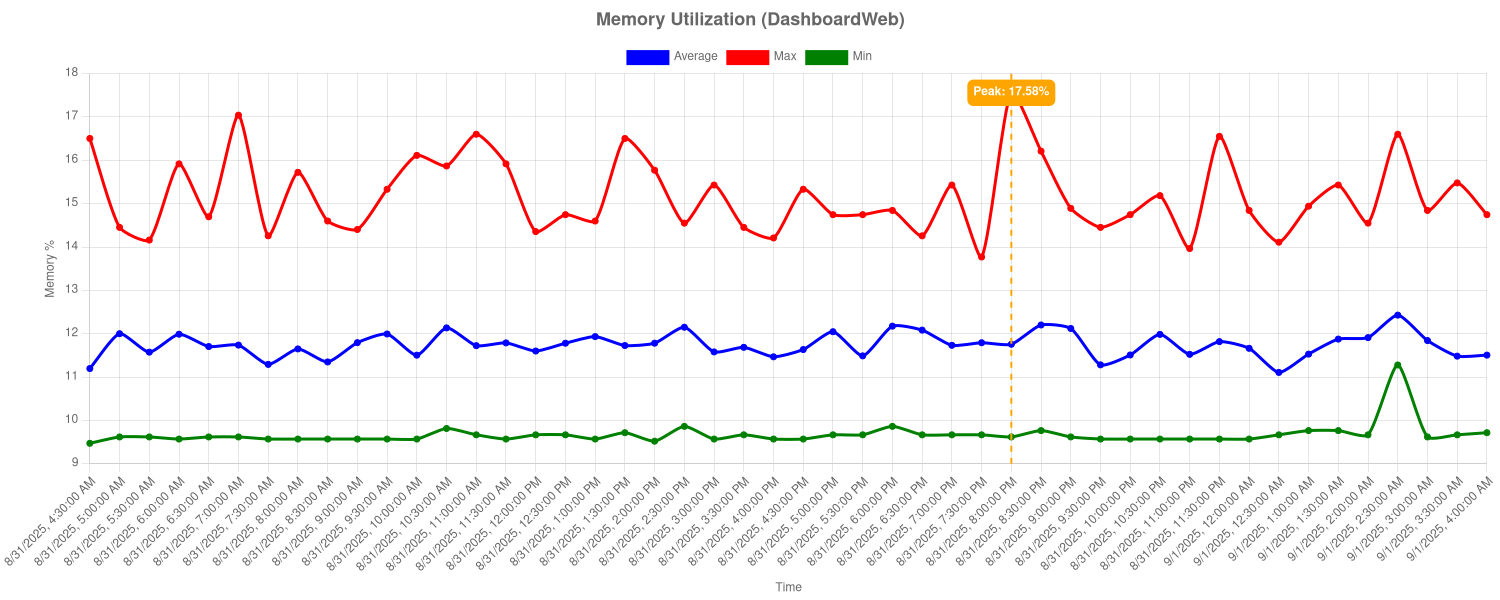 Memory Utilization (DashboardWeb)
Average Max Min
Peak: 17.58%
18
17
16
15
14
13
12
11
10
9
Memory %
8/31/2025, 4:30:00 AM
8/31/2025, 5:00:00 AM
8/31/2025, 5:30:00 AM
8/31/2025, 6:00:00 AM
8/31/2025, 6:30:00 AM
8/31/2025, 7:00:00 AM
8/31/2025, 7:30:00 AM
8/31/2025, 8:00:00 AM
8/31/2025, 8:30:00 AM
8/31/2025, 9:00:00 AM
8/31/2025, 9:30:00 AM
8/31/2025, 10:00:00 AM
8/31/2025, 10:30:00 AM
8/31/2025, 11:00:00 AM
8/31/2025, 11:30:00 AM
8/31/2025, 12:00:00 PM
8/31/2025, 12:30:00 PM
8/31/2025, 1:00:00 PM
8/31/2025, 1:30:00 PM
8/31/2025, 2:00:00 PM
8/31/2025, 2:30:00 PM
8/31/2025, 3:00:00 PM
8/31/2025, 3:30:00 PM
8/31/2025, 4:00:00 PM
8/31/2025, 4:30:00 PM
8/31/2025, 5:00:00 PM
8/31/2025, 5:30:00 PM
8/31/2025, 6:00:00 PM
8/31/2025, 6:30:00 PM
8/31/2025, 7:00:00 PM
8/31/2025, 7:30:00 PM
8/31/2025, 8:00:00 PM
8/31/2025, 8:30:00 PM
8/31/2025, 9:00:00 PM
8/31/2025, 9:30:00 PM
8/31/2025, 10:00:00 PM
8/31/2025, 10:30:00 PM
8/31/2025, 11:00:00 PM
8/31/2025, 11:30:00 PM
9/1/2025, 12:00:00 AM
9/1/2025, 12:30:00 AM
9/1/2025, 1:00:00 AM
9/1/2025, 1:30:00 AM
9/1/2025, 2:00:00 AM
9/1/2025, 2:30:00 AM
9/1/2025, 3:00:00 AM
9/1/2025, 3:30:00 AM
9/1/2025, 4:00:00 AM
Time